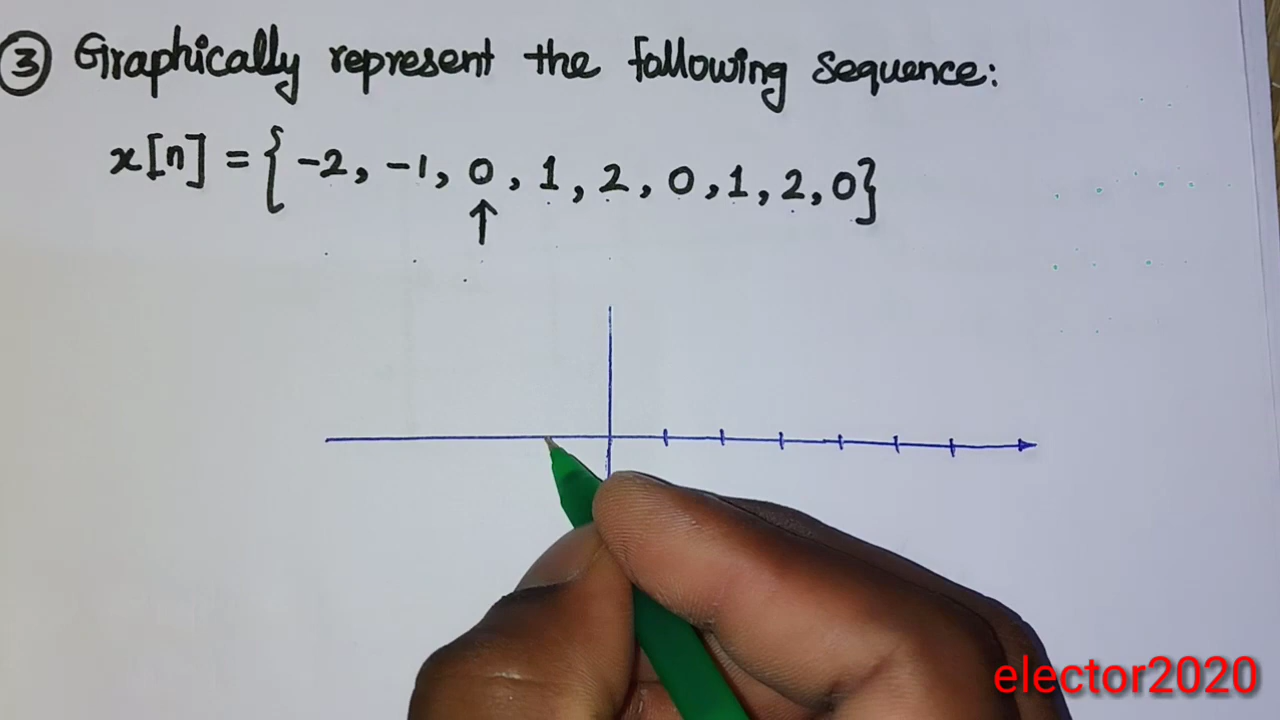 ③ Graphically represent the following sequence:
x[n] = { -2, -1, 0, 1, 2, 0, 1, 2, 0}
↑
elector2020